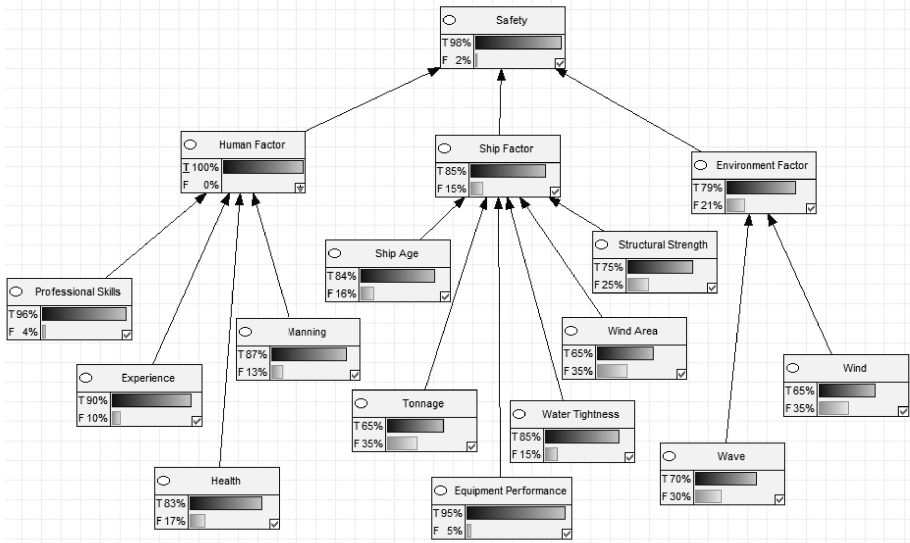 Safety
T 98%
F 2%
Human Factor
T 100%
F 0%
Ship Factor
T 85%
F 15%
Environment Factor
T 79%
F 21%
Structural Strength
T 75%
F 25%
Ship Age
T 84%
F 16%
Professional Skills
T 96%
F 4%
Manning
T 87%
F 13%
Wind Area
T 65%
F 35%
Experience
T 90%
F 10%
Wind
T 65%
F 35%
Tonnage
T 65%
F 35%
Water Tightness
T 85%
F 15%
Wave
T 70%
F 30%
Health
T 83%
F 17%
Equipment Performance
T 95%
F 5%